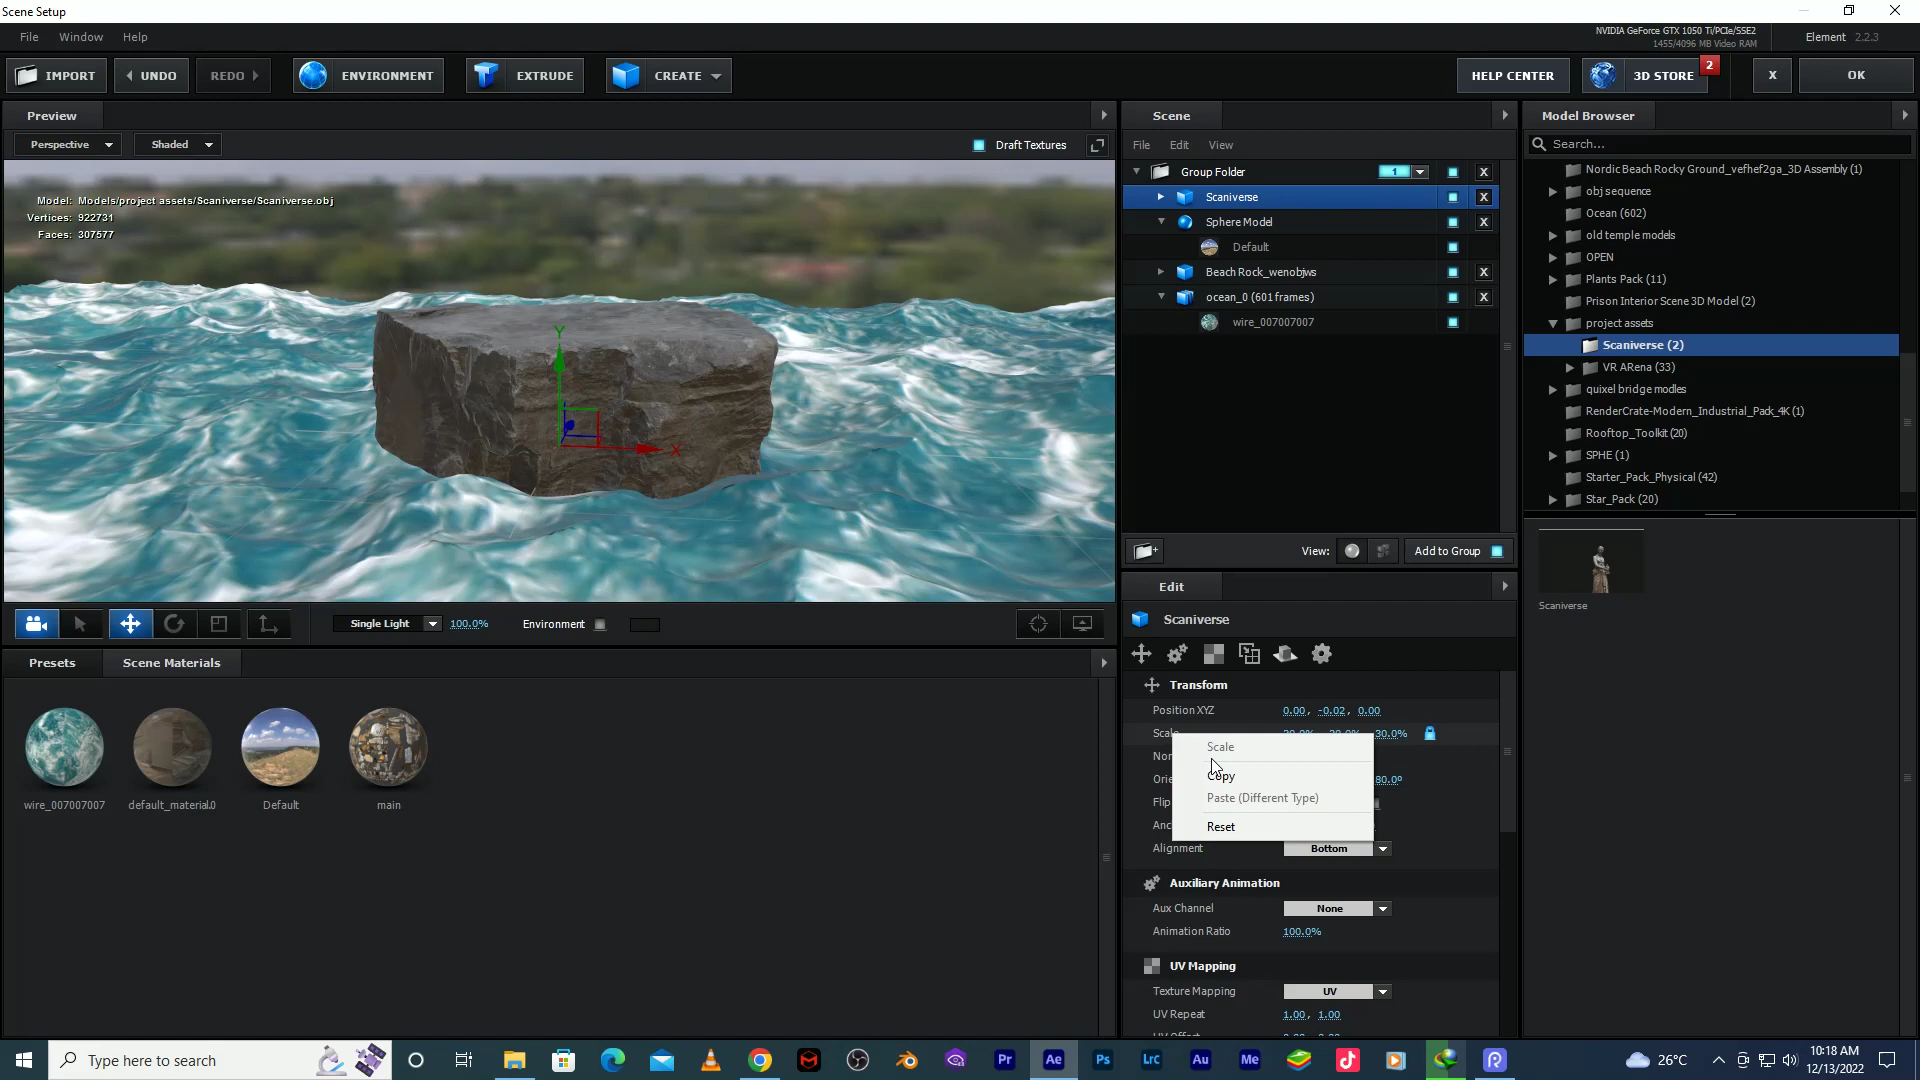 Scene Setup
File Window Help
NVIDIA GeForce GTX 1050 Ti/PCIe/SSE2
1455/4096 MB Video RAM
Element 2.2.3
IMPORT UNDO REDO ENVIRONMENT EXTRUDE CREATE HELP CENTER 3D STORE 2 X OK
Preview
Perspective Shaded Draft Textures
Model: Models/project assets/Scaniverse/Scaniverse.obj
Vertices: 922731
Faces: 307577
Y
X
Single Light 100.0% Environment
Presets Scene Materials
wire_007007007 default_material.0 Default main
Scene
File Edit View
Group Folder 1 X
Scaniverse X
Sphere Model X
Default
Beach Rock_wenobjws X
ocean_0 (601 frames) X
wire_007007007
View: Add to Group
Edit
Scaniverse
Transform
Position XYZ 0.00, -0.02, 0.00
Scale
Copy
Paste (Different Type)
Reset
Alignment Bottom
Auxiliary Animation
Aux Channel None
Animation Ratio 100.0%
UV Mapping
Texture Mapping UV
UV Repeat 1.00, 1.00
Model Browser
Search...
Nordic Beach Rocky Ground_vefhef2ga_3D Assembly (1)
obj sequence
Ocean (602)
old temple models
OPEN
Plants Pack (11)
Prison Interior Scene 3D Model (2)
project assets
Scaniverse (2)
VR ARena (33)
quixel bridge modles
RenderCrate-Modern_Industrial_Pack_4K (1)
Rooftop_Toolkit (20)
SPHE (1)
Starter_Pack_Physical (42)
Star_Pack (20)
Scaniverse
Type here to search
Pr Ae Ps Lrc Au Me
26°C
10:18 AM
12/13/2022